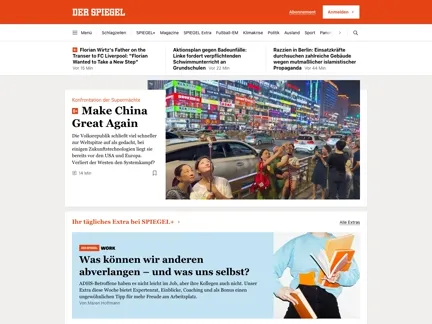 DER SPIEGEL
Abonnement
Anmelden
Menü
Schlagzeilen
SPIEGEL+
Magazine
SPIEGEL Extra
Fußball-EM
Klimakrise
Politik
Ausland
Sport
Florian Wirtz's Father on the
Transer to FC Liverpool: "Florian
Wanted to Take a New Step"
Vor 15 Min
Aktionsplan gegen Badeunfälle:
Linke fordert verpflichtenden
Schwimmunterricht an
Grundschulen Vor 22 Min
Razzien in Berlin: Einsatzkräfte
durchsuchen zahlreiche Gebäude
wegen mutmaßlicher islamistischer
Propaganda Vor 44 Min
Konfrontation der Supermächte
Make China
Great Again
Die Volksrepublik schließt viel schneller
zur Weltspitze auf als gedacht, bei
einigen Zukunftstechnologien liegt sie
bereits vor den USA und Europa.
Verliert der Westen den Systemkampf?
14 Min
Ihr tägliches Extra bei SPIEGEL+
Alle Extras
DER SPIEGEL WORK
Was können wir anderen
abverlangen – und was uns selbst?
ADHS-Betroffene haben es nicht leicht im Job, aber ihre Kollegen auch nicht. Unser
Extra diese Woche bietet Expertenrat, Einblicke, Coaching und als Bonus einen
ungewöhnlichen Tipp für mehr Freude am Arbeitsplatz.
Von Maren Hoffmann